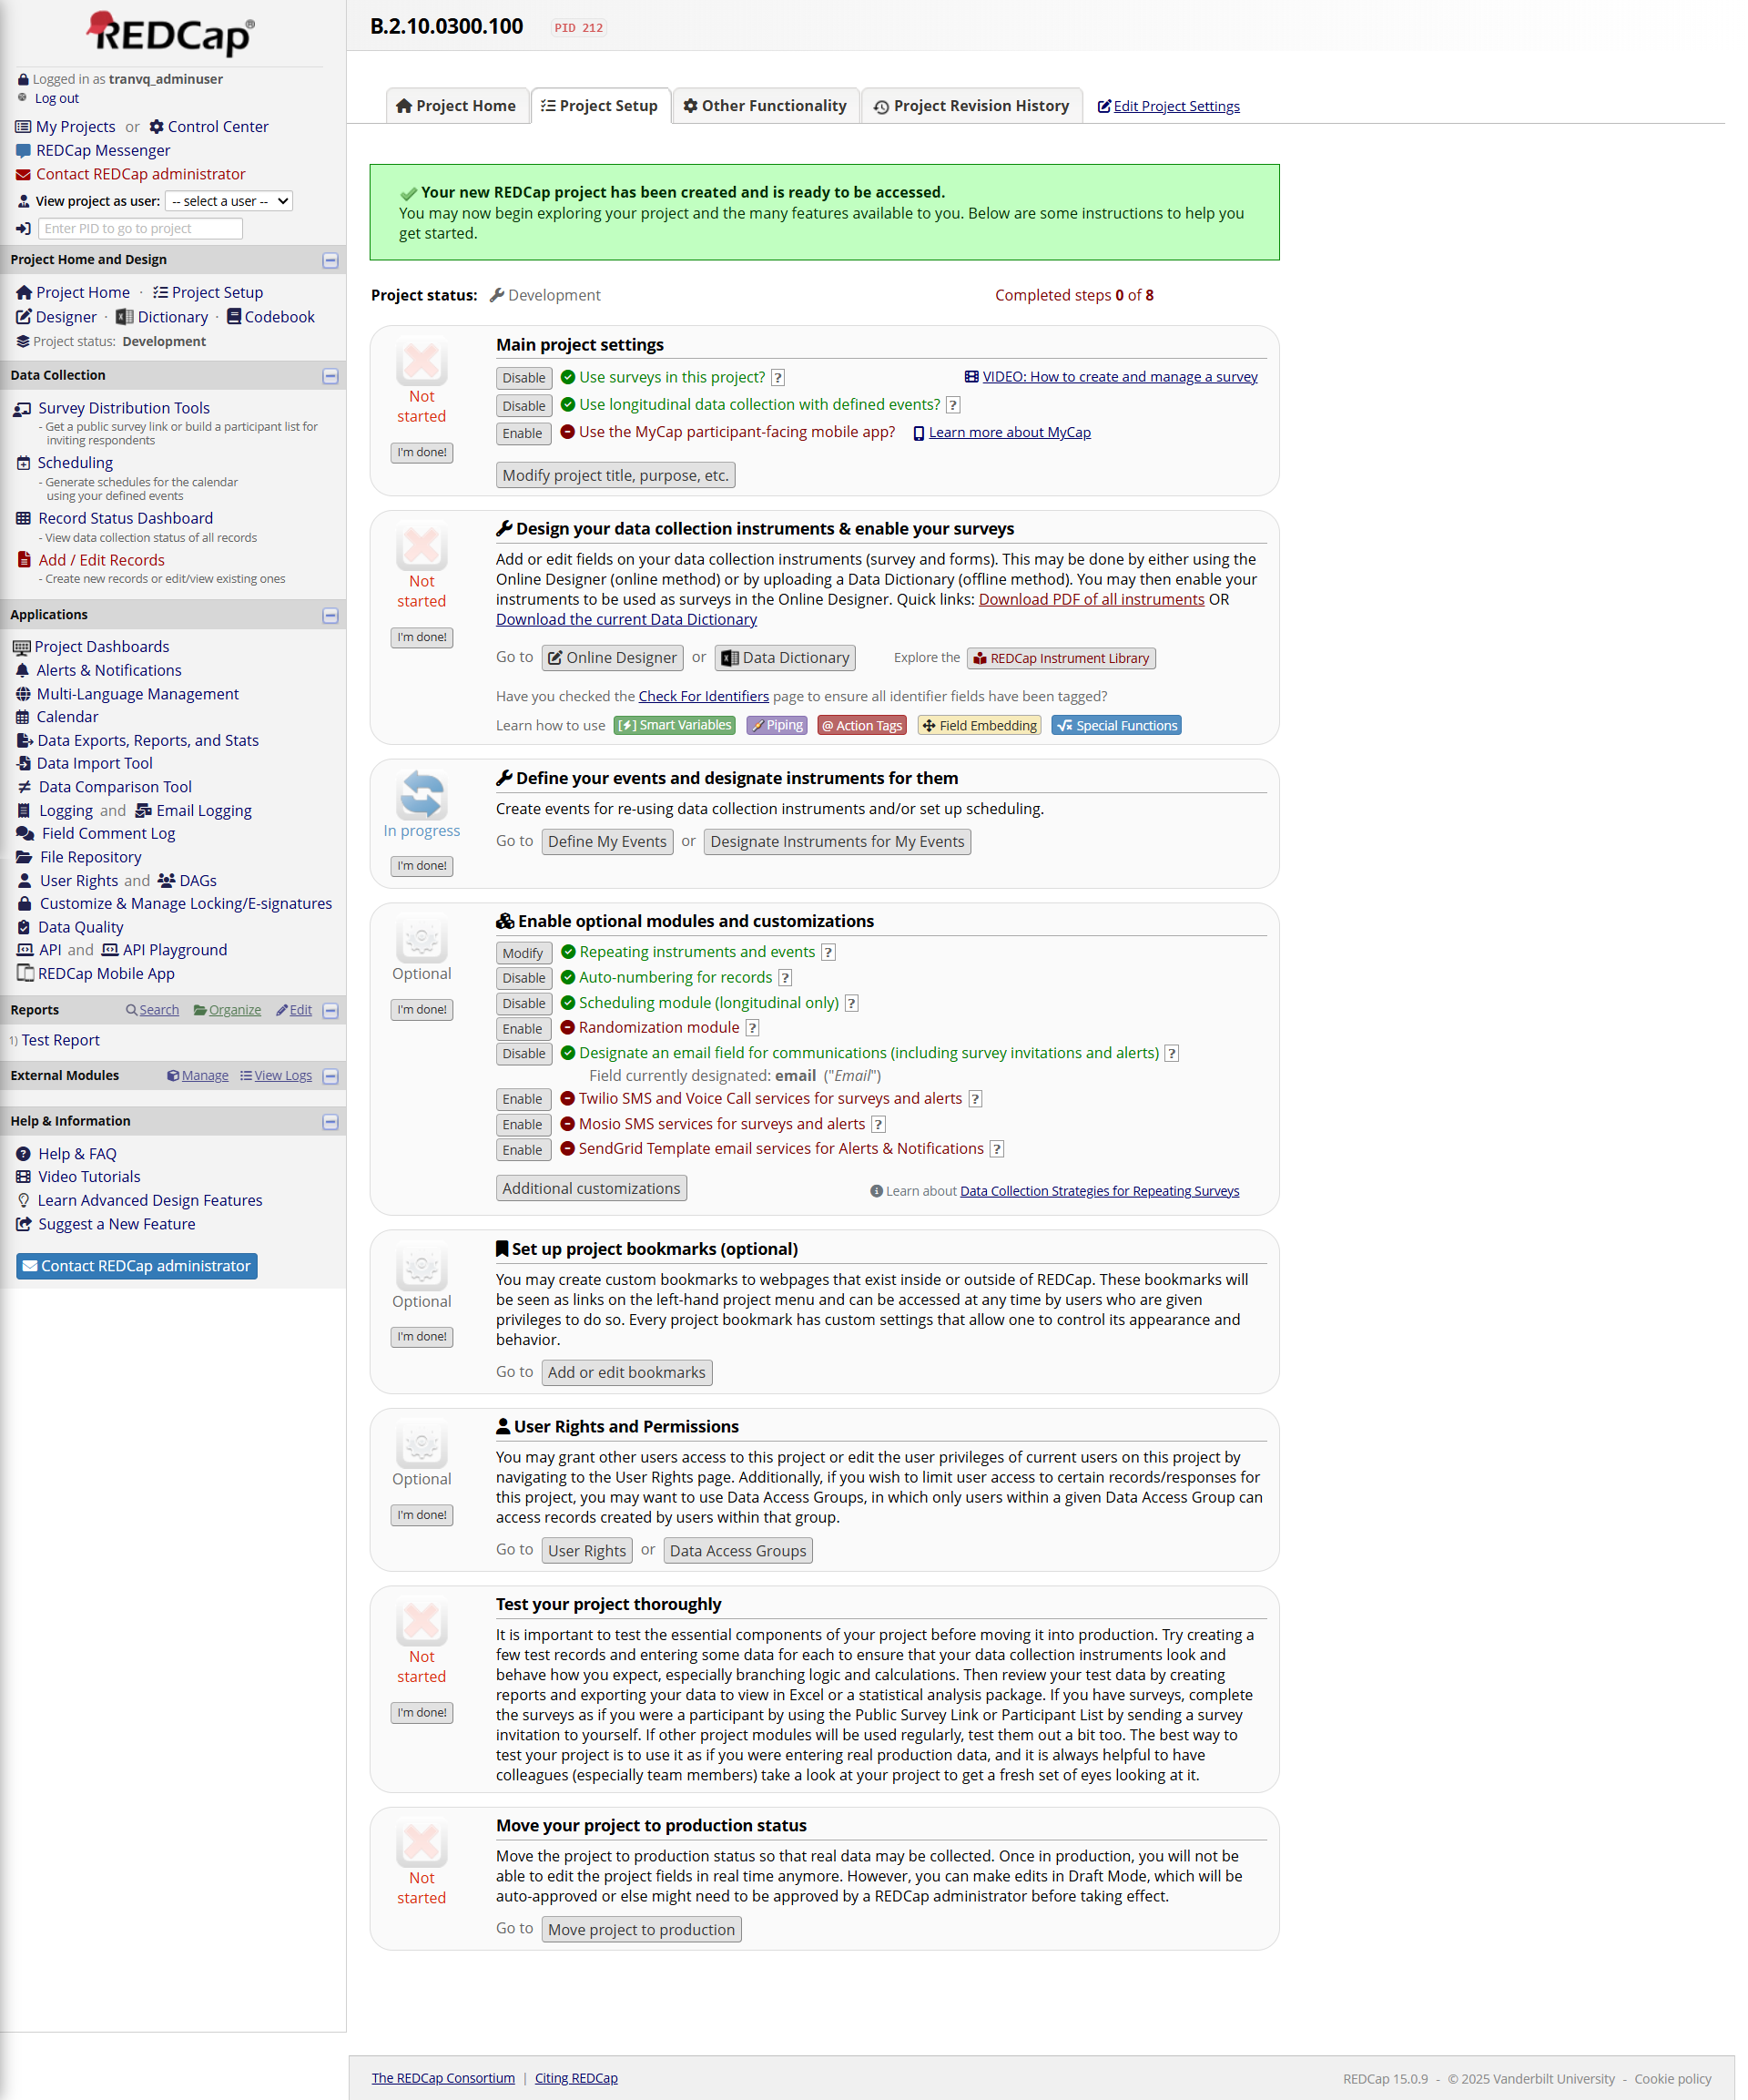 REDCap®
Logged in as tranvq_adminuser
Log out
My Projects or Control Center
REDCap Messenger
Contact REDCap administrator
View project as user: -- select a user --
Enter PID to go to project
Project Home and Design
Project Home · Project Setup
Designer · Dictionary · Codebook
Project status: Development
Data Collection
Survey Distribution Tools
- Get a public survey link or build a participant list for
inviting respondents
Scheduling
- Generate schedules for the calendar
using your defined events
Record Status Dashboard
- View data collection status of all records
Add / Edit Records
- Create new records or edit/view existing ones
Applications
Project Dashboards
Alerts & Notifications
Multi-Language Management
Calendar
Data Exports, Reports, and Stats
Data Import Tool
Data Comparison Tool
Logging and Email Logging
Field Comment Log
File Repository
User Rights and DAGs
Customize & Manage Locking/E-signatures
Data Quality
API and API Playground
REDCap Mobile App
Reports Search Organize Edit
1) Test Report
External Modules Manage View Logs
Help & Information
Help & FAQ
Video Tutorials
Learn Advanced Design Features
Suggest a New Feature
Contact REDCap administrator
B.2.10.0300.100 PID 212
Project Home Project Setup Other Functionality Project Revision History Edit Project Settings
Your new REDCap project has been created and is ready to be accessed.
You may now begin exploring your project and the many features available to you. Below are some instructions to help you
get started.
Project status: Development Completed steps 0 of 8
Not
started
I'm done!
Main project settings
Disable Use surveys in this project? ? VIDEO: How to create and manage a survey
Disable Use longitudinal data collection with defined events? ?
Enable Use the MyCap participant-facing mobile app? Learn more about MyCap
Modify project title, purpose, etc.
Not
started
I'm done!
Design your data collection instruments & enable your surveys
Add or edit fields on your data collection instruments (survey and forms). This may be done by either using the
Online Designer (online method) or by uploading a Data Dictionary (offline method). You may then enable your
instruments to be used as surveys in the Online Designer. Quick links: Download PDF of all instruments OR
Download the current Data Dictionary
Go to Online Designer or Data Dictionary Explore the REDCap Instrument Library
Have you checked the Check For Identifiers page to ensure all identifier fields have been tagged?
Learn how to use [⚡] Smart Variables Piping @ Action Tags Field Embedding Special Functions
In progress
I'm done!
Define your events and designate instruments for them
Create events for re-using data collection instruments and/or set up scheduling.
Go to Define My Events or Designate Instruments for My Events
Optional
I'm done!
Enable optional modules and customizations
Modify Repeating instruments and events ?
Disable Auto-numbering for records ?
Disable Scheduling module (longitudinal only) ?
Enable Randomization module ?
Disable Designate an email field for communications (including survey invitations and alerts) ?
Field currently designated: email ("Email")
Enable Twilio SMS and Voice Call services for surveys and alerts ?
Enable Mosio SMS services for surveys and alerts ?
Enable SendGrid Template email services for Alerts & Notifications ?
Additional customizations Learn about Data Collection Strategies for Repeating Surveys
Optional
I'm done!
Set up project bookmarks (optional)
You may create custom bookmarks to webpages that exist inside or outside of REDCap. These bookmarks will
be seen as links on the left-hand project menu and can be accessed at any time by users who are given
privileges to do so. Every project bookmark has custom settings that allow one to control its appearance and
behavior.
Go to Add or edit bookmarks
Optional
I'm done!
User Rights and Permissions
You may grant other users access to this project or edit the user privileges of current users on this project by
navigating to the User Rights page. Additionally, if you wish to limit user access to certain records/responses for
this project, you may want to use Data Access Groups, in which only users within a given Data Access Group can
access records created by users within that group.
Go to User Rights or Data Access Groups
Not
started
I'm done!
Test your project thoroughly
It is important to test the essential components of your project before moving it into production. Try creating a
few test records and entering some data for each to ensure that your data collection instruments look and
behave how you expect, especially branching logic and calculations. Then review your test data by creating
reports and exporting your data to view in Excel or a statistical analysis package. If you have surveys, complete
the surveys as if you were a participant by using the Public Survey Link or Participant List by sending a survey
invitation to yourself. If other project modules will be used regularly, test them out a bit too. The best way to
test your project is to use it as if you were entering real production data, and it is always helpful to have
colleagues (especially team members) take a look at your project to get a fresh set of eyes looking at it.
Not
started
Move your project to production status
Move the project to production status so that real data may be collected. Once in production, you will not be
able to edit the project fields in real time anymore. However, you can make edits in Draft Mode, which will be
auto-approved or else might need to be approved by a REDCap administrator before taking effect.
Go to Move project to production
The REDCap Consortium | Citing REDCap REDCap 15.0.9 - © 2025 Vanderbilt University - Cookie policy